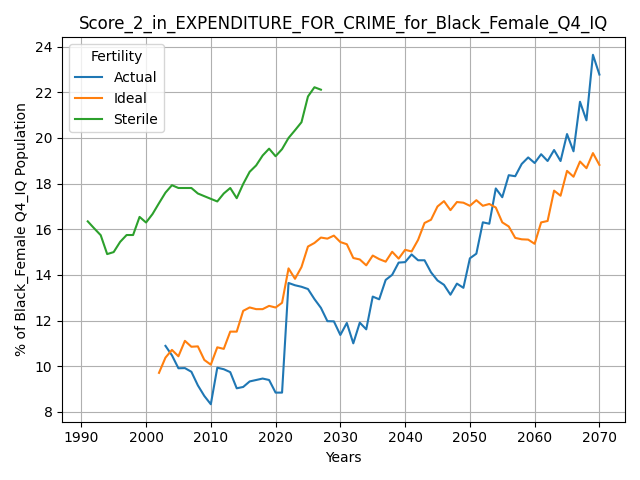 Score_2_in_EXPENDITURE_FOR_CRIME_for_Black_Female_Q4_IQ
% of Black_Female Q4_IQ Population
24
22
20
18
16
14
12
10
8
Fertility
Actual
Ideal
Sterile
1990 2000 2010 2020 2030 2040 2050 2060 2070
Years